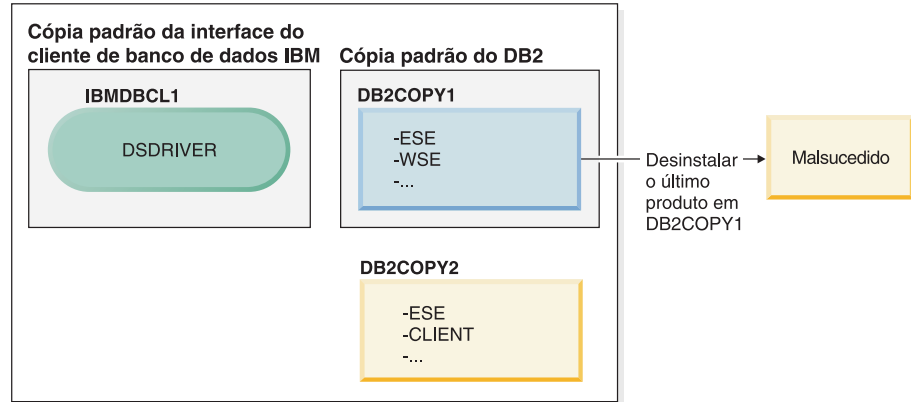 Cópia padrão da interface do
cliente de banco de dados IBM
IBMDBCL1
DSDRIVER
Cópia padrão do DB2
DB2COPY1
-ESE
-WSE
-...
Desinstalar
o último
produto em
DB2COPY1
Malsucedido
DB2COPY2
-ESE
-CLIENT
-...